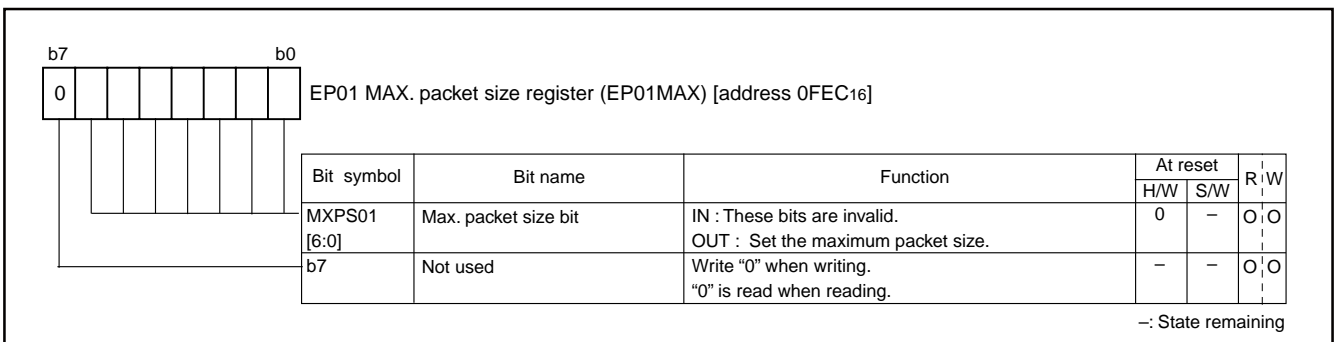 b7 b0
0
EP01 MAX. packet size register (EP01MAX) [address 0FEC16]
Bit symbol Bit name Function At reset R W
H/W S/W
MXPS01 Max. packet size bit IN : These bits are invalid. 0 – O O
[6:0] OUT : Set the maximum packet size.
b7 Not used Write “0” when writing. – – O O
“0” is read when reading.
–: State remaining